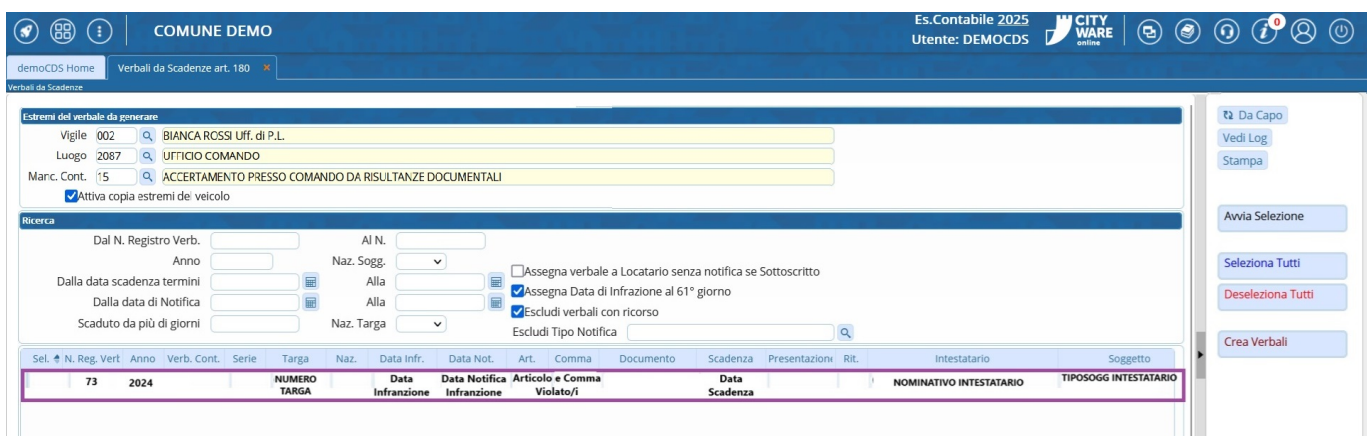 COMUNE DEMO
Es.Contabile 2025
Utente: DEMOCDS
CITY
WARE
online
0
demoCDS Home
Verbali da Scadenze art. 180 ×
Verbali da Scadenze
Estremi del verbale da generare
Vigile 002 BIANCA ROSSI Uff. di P.L.
Luogo 2087 UFFICIO COMANDO
Manc. Cont. 15 ACCERTAMENTO PRESSO COMANDO DA RISULTANZE DOCUMENTALI
Attiva copia estremi del veicolo
Ricerca
Dal N. Registro Verb. Al N.
Anno Naz. Sogg.
Dalla data scadenza termini Alla
Dalla data di Notifica Alla
Scaduto da più di giorni Naz. Targa
Assegna verbale a Locatario senza notifica se Sottoscritto
Assegna Data di Infrazione al 61° giorno
Escludi verbali con ricorso
Escludi Tipo Notifica
Sel. N. Reg. Vert Anno Verb. Cont. Serie Targa Naz. Data Infr. Data Not. Art. Comma Documento Scadenza Presentazione Rit. Intestatario Soggetto
73 2024 NUMERO TARGA Data Infranzione Data Notifica Infranzione Articolo e Comma Violato/i Data Scadenza NOMINATIVO INTESTATARIO TIPOSOGG INTESTATARIO
Da Capo
Vedi Log
Stampa
Avvia Selezione
Seleziona Tutti
Deseleziona Tutti
Crea Verbali